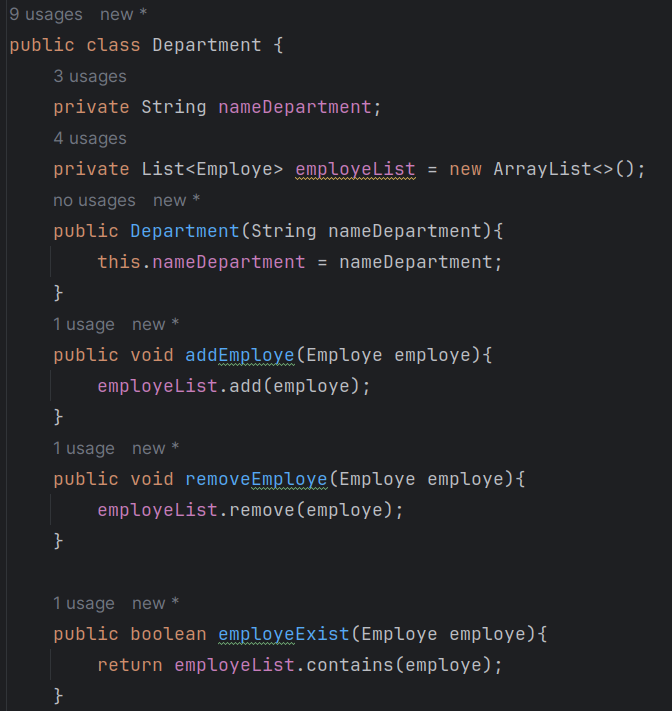 9 usages   new *
public class Department {
3 usages
private String nameDepartment;
4 usages
private List<Employe> employeList = new ArrayList<>();
no usages   new *
public Department(String nameDepartment){
this.nameDepartment = nameDepartment;
}
1 usage   new *
public void addEmploye(Employe employe){
employeList.add(employe);
}
1 usage   new *
public void removeEmploye(Employe employe){
employeList.remove(employe);
}
1 usage   new *
public boolean employeExist(Employe employe){
return employeList.contains(employe);
}